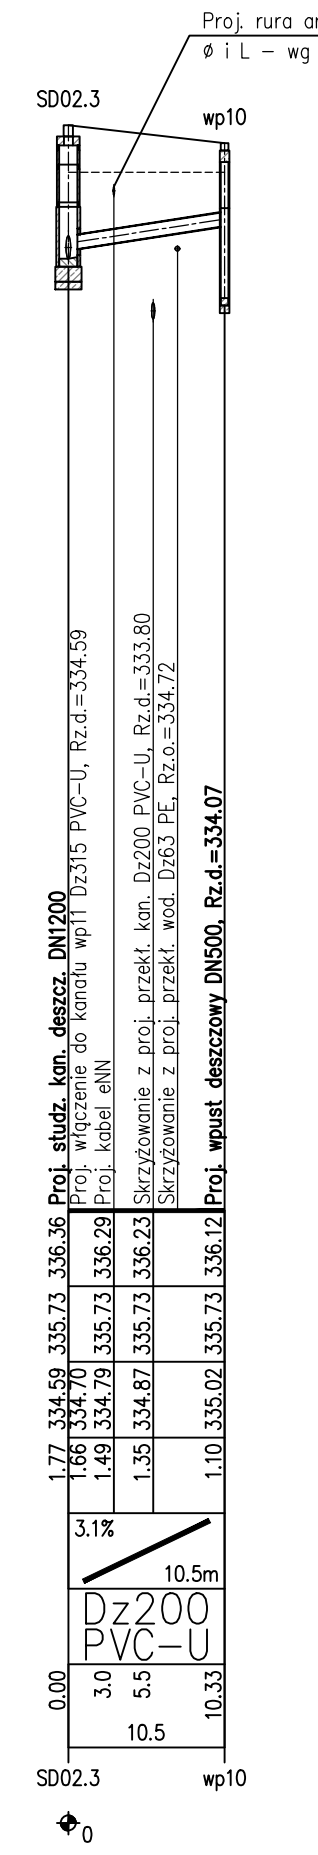 Proj. rura
ø i L – wg
SD02.3
wp10
Proj. studz. kan. deszcz. DN1200
Proj. włączenie do kanału wp11 Dz315 PVC–U, Rz.d.=334.59
Proj. kabel eNN
Skrzyżowanie z proj. przekł. kan. Dz200 PVC–U, Rz.d.=333.80
Skrzyżowanie z proj. przekł. wod. Dz63 PE, Rz.o.=334.72
Proj. wpust deszczowy DN500, Rz.d.=334.07
336.36 336.29 336.23 336.12
335.73 335.73 335.73 335.73
334.59 334.70 334.79 334.87 335.02
1.77 1.66 1.49 1.35 1.10
3.1%
10.5m
Dz200
PVC–U
0.00 3.0 5.5 10.33
10.5
SD02.3 wp10
0